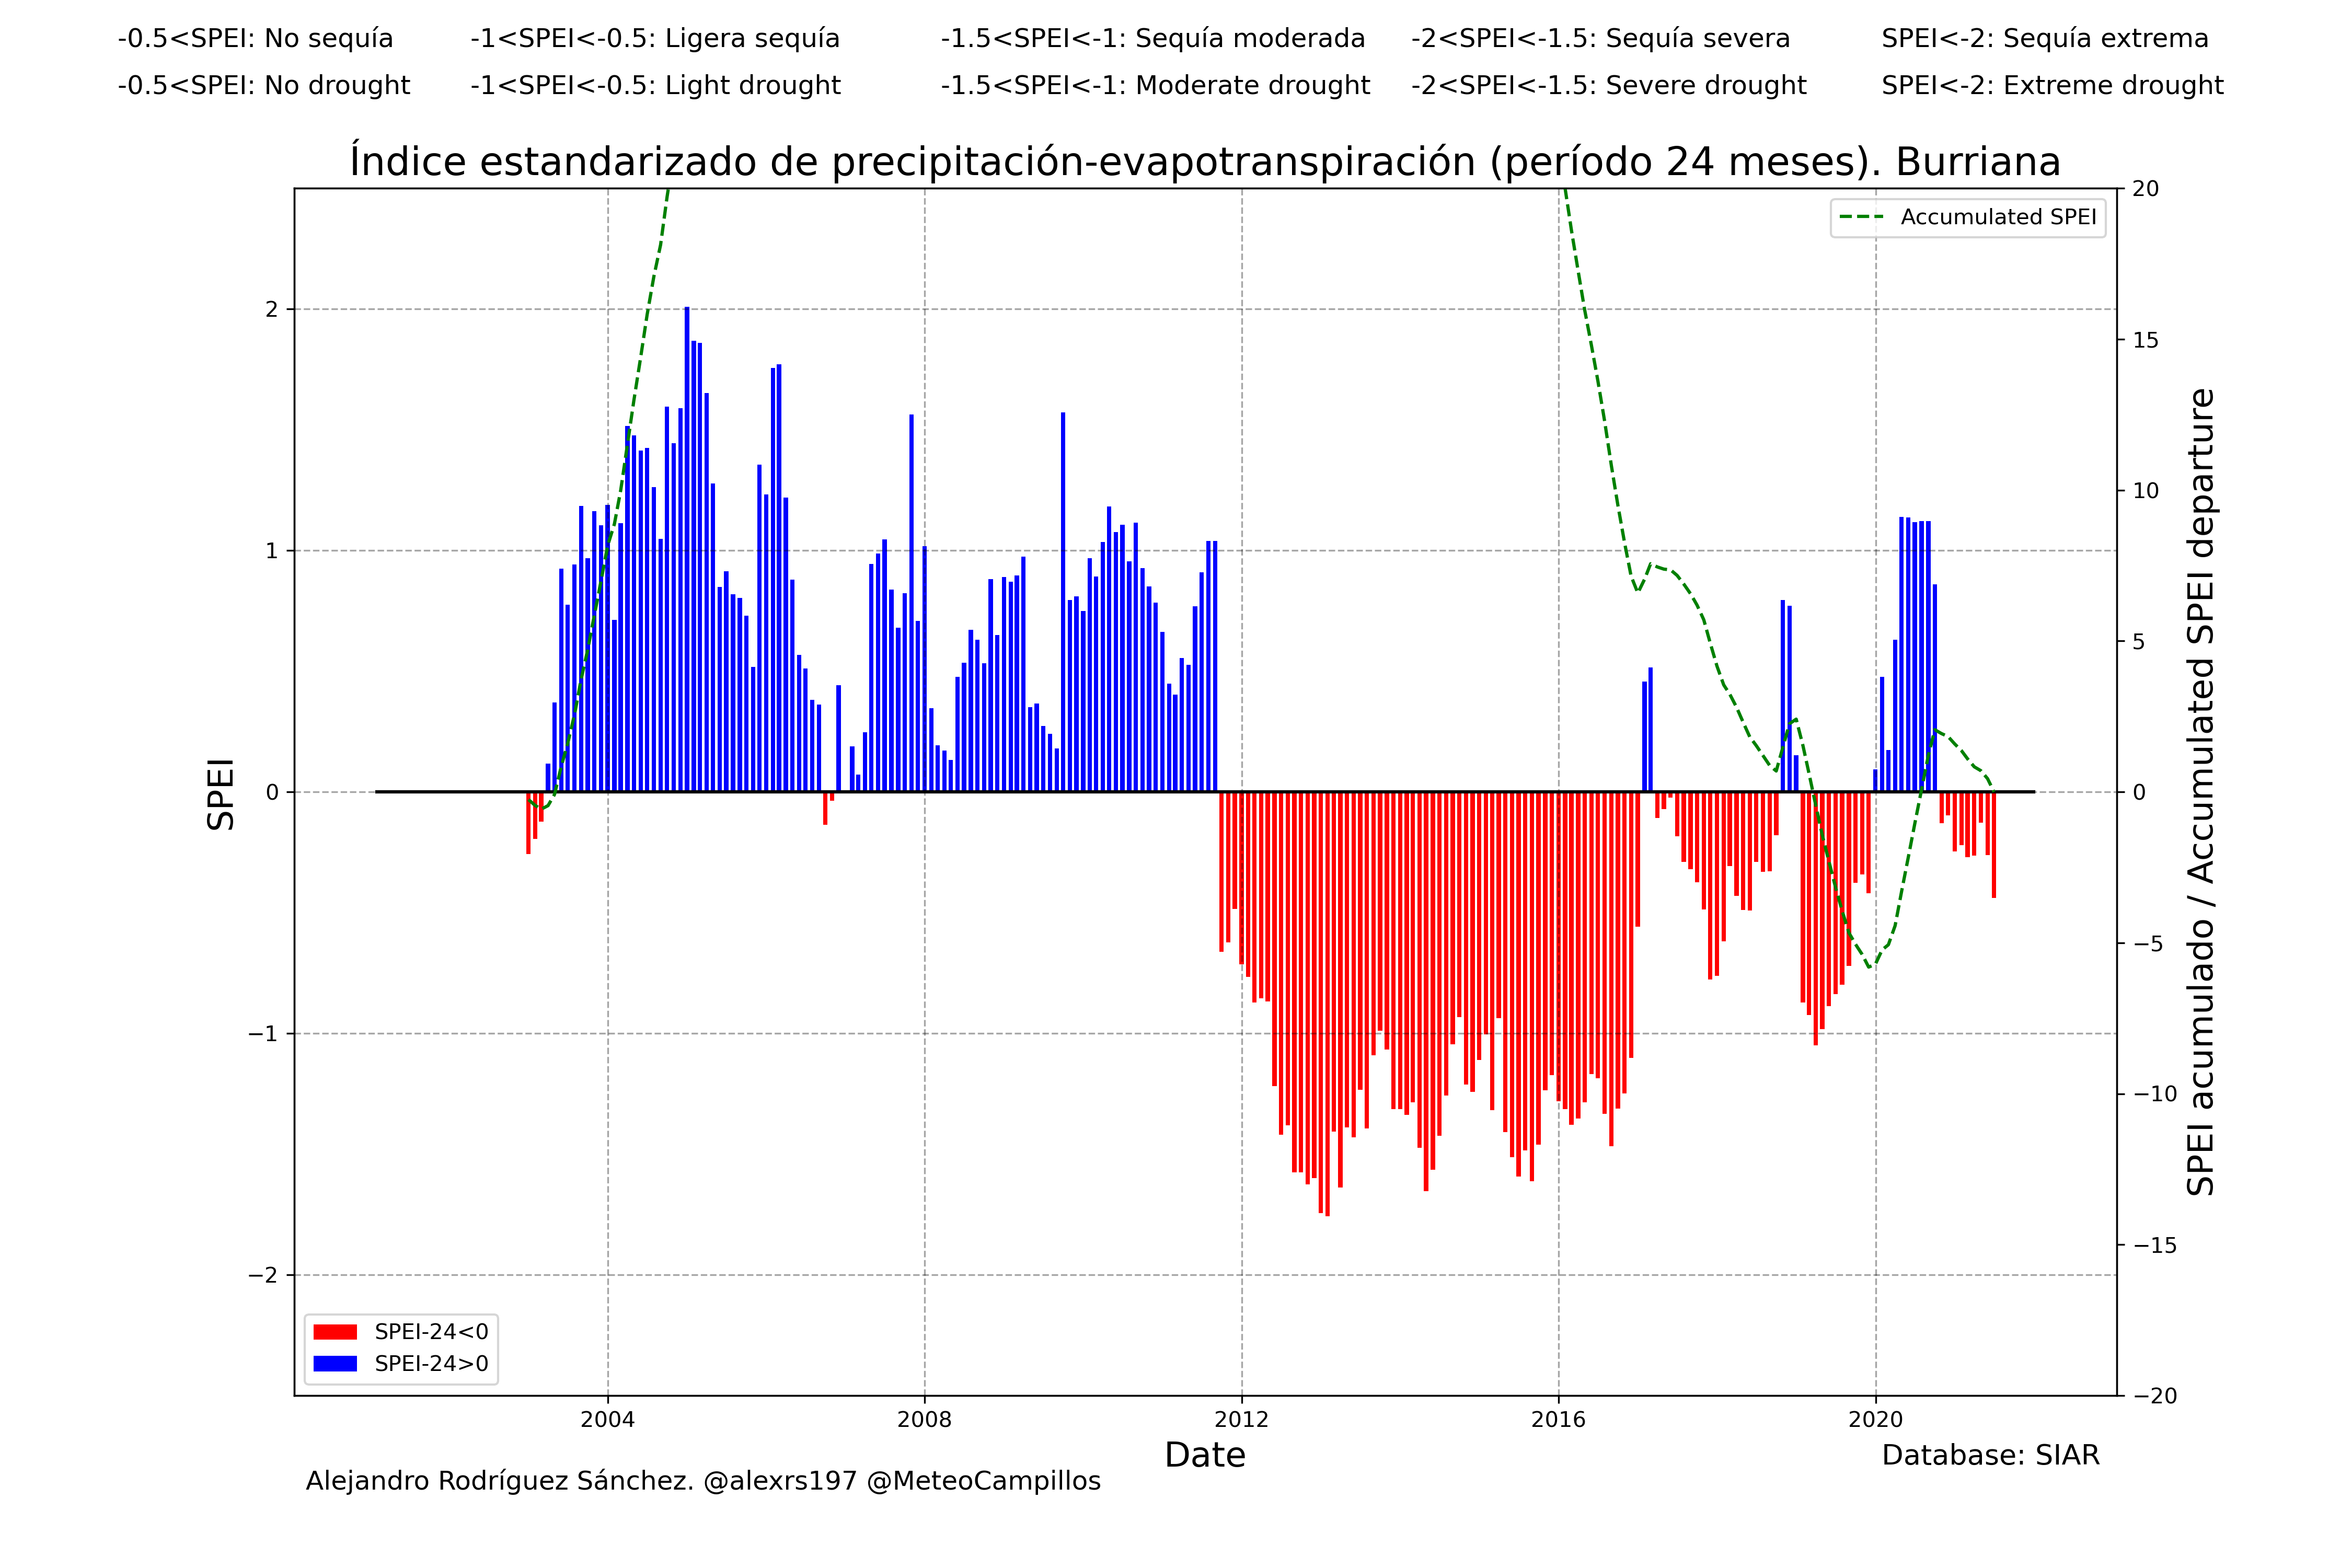 -0.5<SPEI: No sequía -1<SPEI<-0.5: Ligera sequía -1.5<SPEI<-1: Sequía moderada -2<SPEI<-1.5: Sequía severa SPEI<-2: Sequía extrema
-0.5<SPEI: No drought -1<SPEI<-0.5: Light drought -1.5<SPEI<-1: Moderate drought -2<SPEI<-1.5: Severe drought SPEI<-2: Extreme drought
Índice estandarizado de precipitación-evapotranspiración (período 24 meses). Burriana
Accumulated SPEI
SPEI
2
1
0
−1
−2
20
15
10
5
0
−5
−10
−15
−20
SPEI acumulado / Accumulated SPEI departure
SPEI-24<0
SPEI-24>0
2004 2008 2012 2016 2020
Date
Database: SIAR
Alejandro Rodríguez Sánchez. @alexrs197 @MeteoCampillos